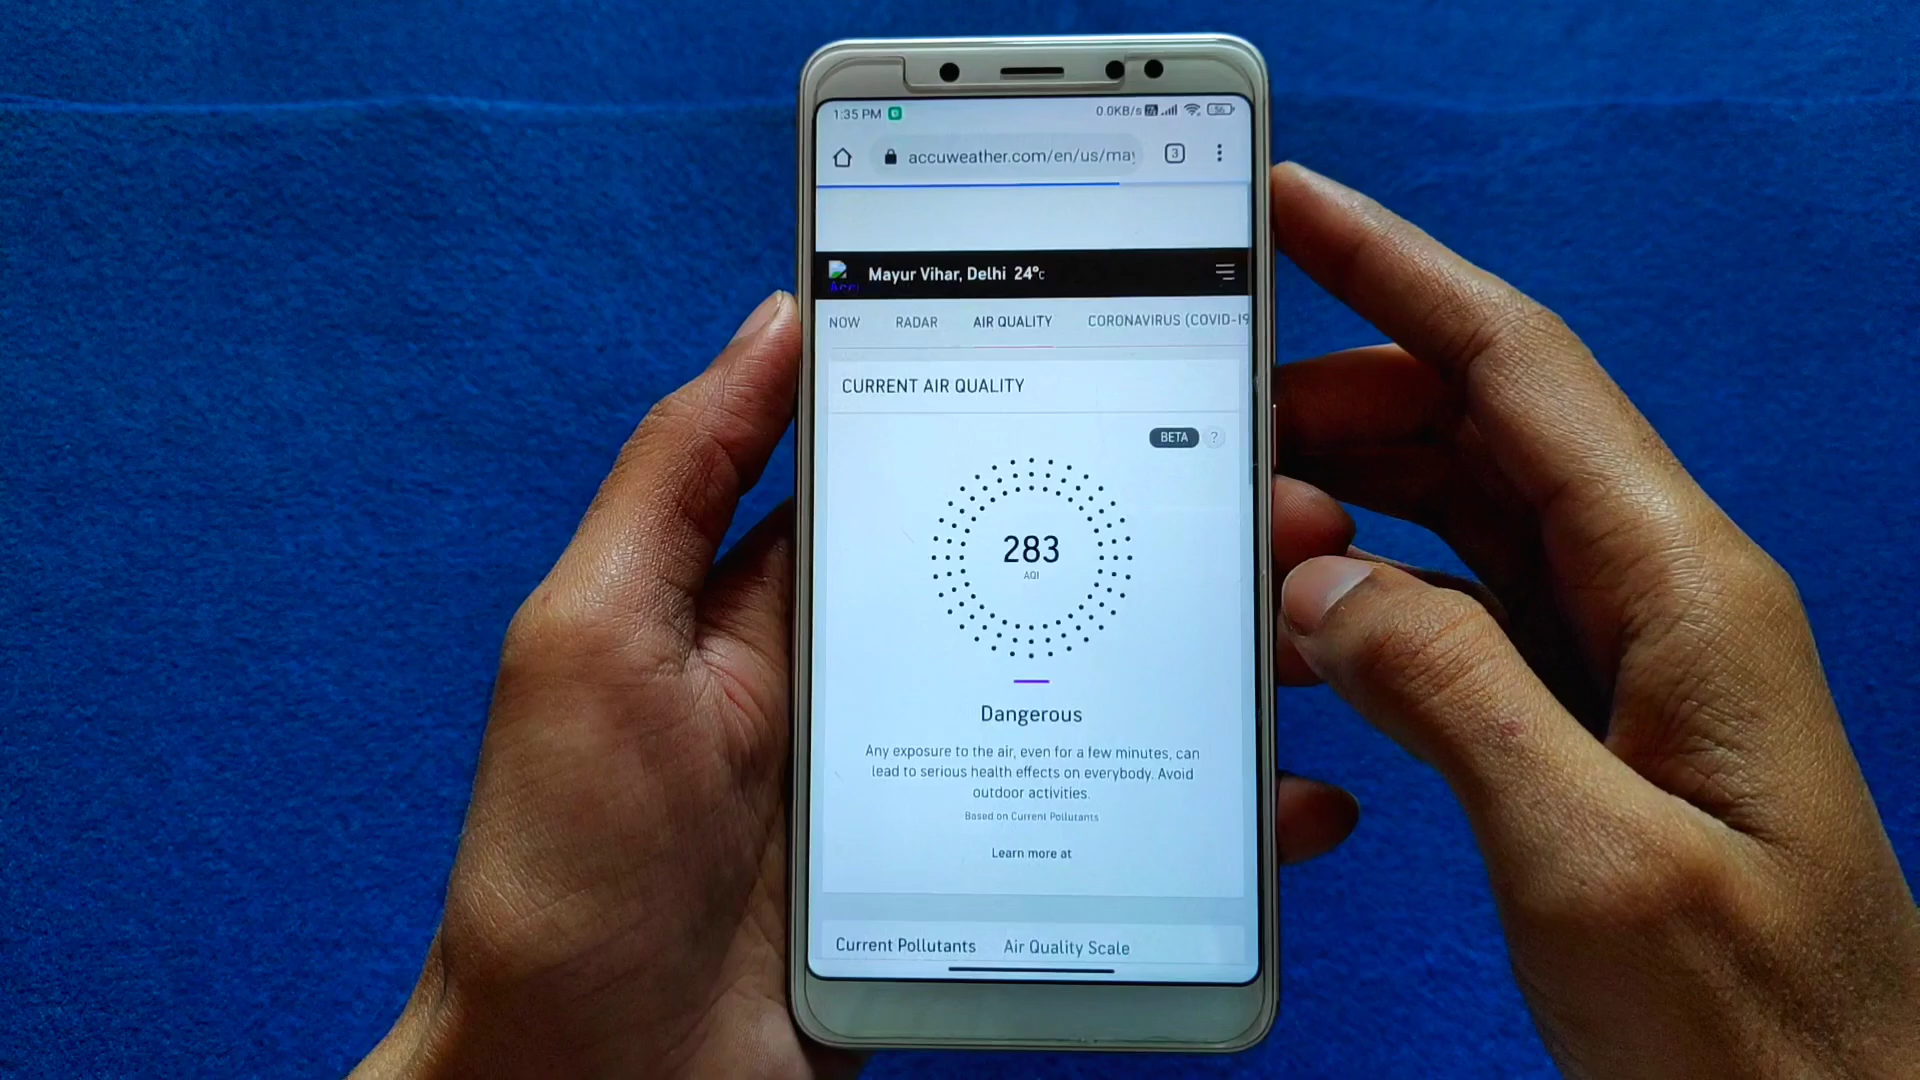 1:35 PM
0.0KB/s
56
accuweather.com/en/us/may
3
Mayur Vihar, Delhi 24°C
NOW RADAR AIR QUALITY CORONAVIRUS (COVID-19
CURRENT AIR QUALITY
BETA ?
283
AQI
Dangerous
Any exposure to the air, even for a few minutes, can
lead to serious health effects on everybody. Avoid
outdoor activities.
Based on Current Pollutants
Learn more at
Current Pollutants Air Quality Scale